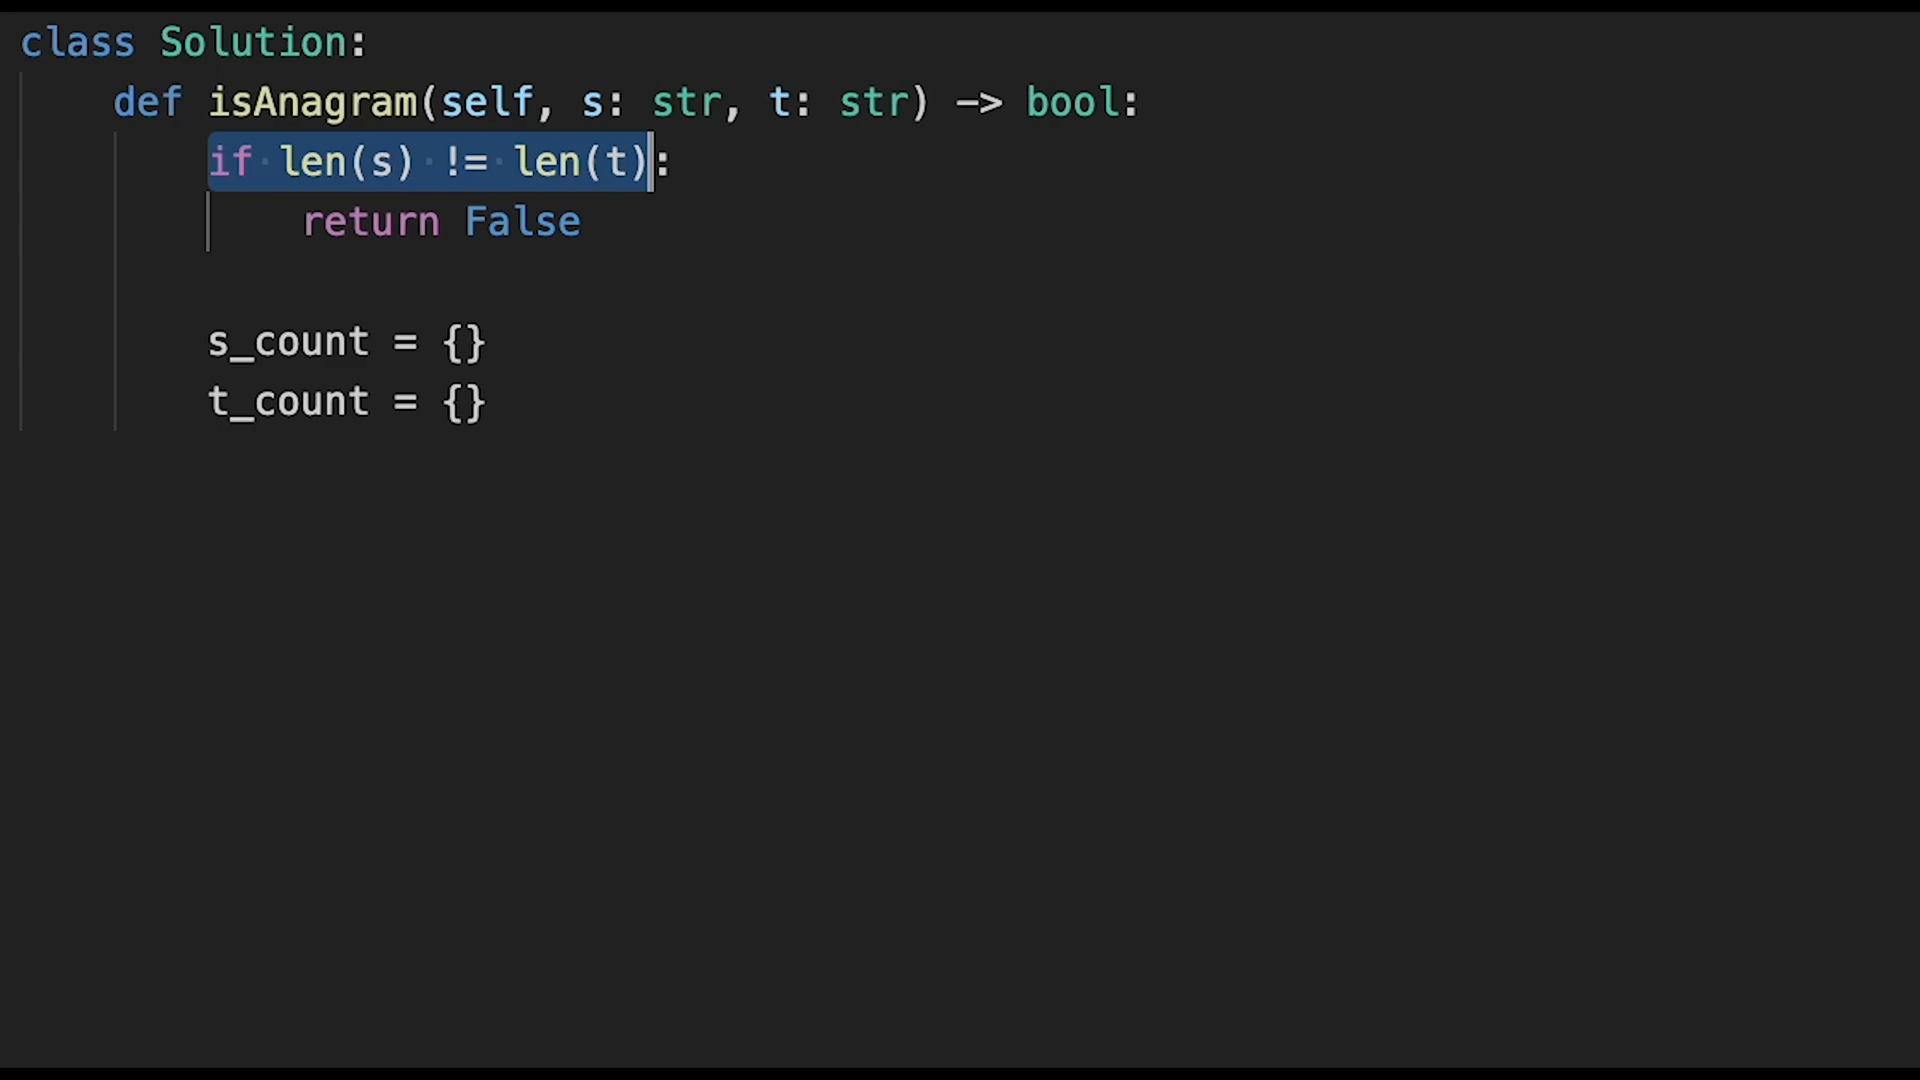 class Solution:
    def isAnagram(self, s: str, t: str) -> bool:
        if len(s) != len(t):
            return False

        s_count = {}
        t_count = {}